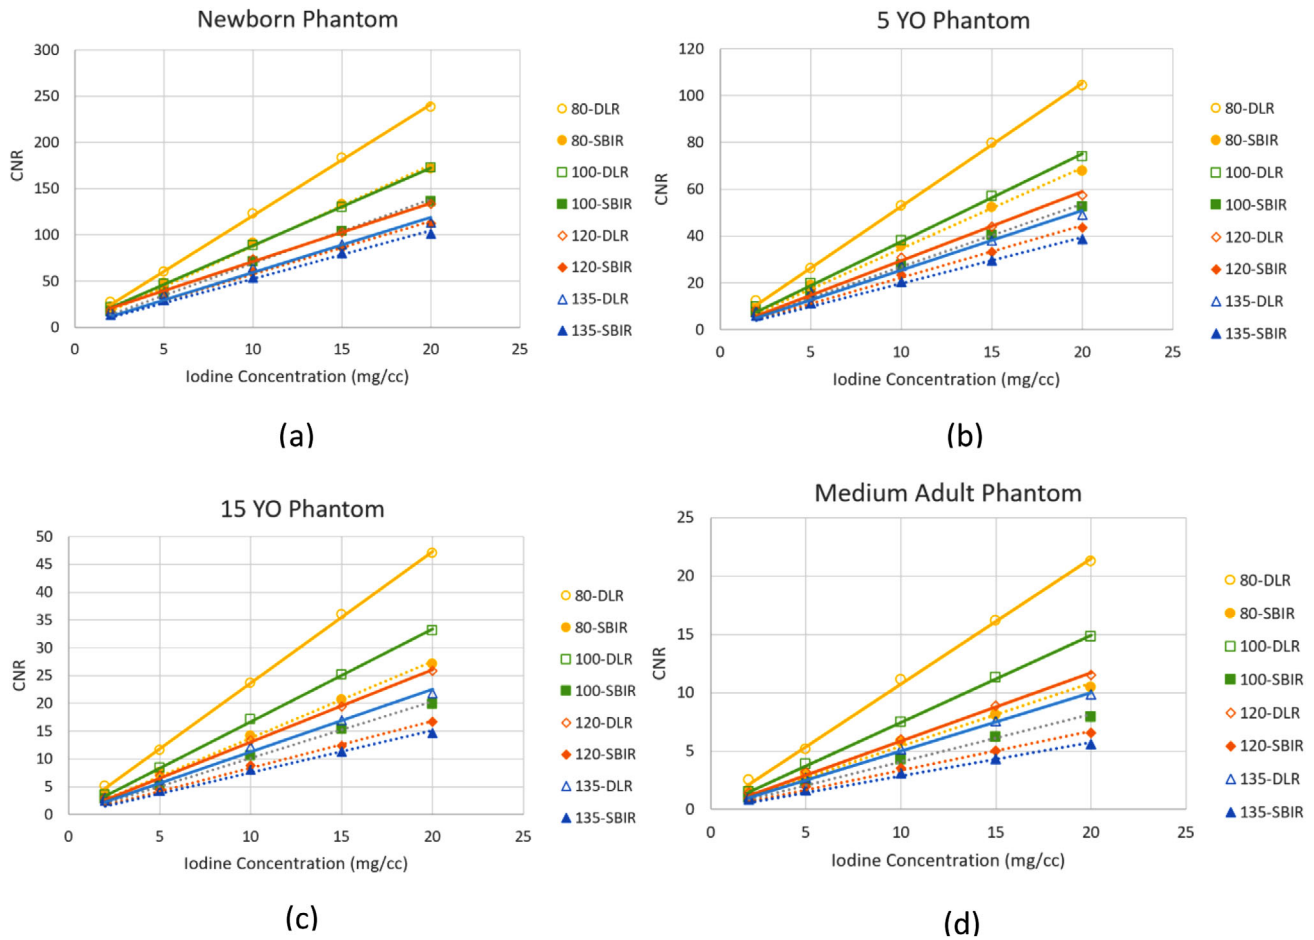 Newborn Phantom
300
250
200
150
100
50
0
CNR
0 5 10 15 20 25
Iodine Concentration (mg/cc)
80-DLR
80-SBIR
100-DLR
100-SBIR
120-DLR
120-SBIR
135-DLR
135-SBIR
(a)
5 YO Phantom
120
100
80
60
40
20
0
CNR
0 5 10 15 20 25
Iodine Concentration (mg/cc)
80-DLR
80-SBIR
100-DLR
100-SBIR
120-DLR
120-SBIR
135-DLR
135-SBIR
(b)
15 YO Phantom
50
45
40
35
30
25
20
15
10
5
0
CNR
0 5 10 15 20 25
Iodine Concentration (mg/cc)
80-DLR
80-SBIR
100-DLR
100-SBIR
120-DLR
120-SBIR
135-DLR
135-SBIR
(c)
Medium Adult Phantom
25
20
15
10
5
0
CNR
0 5 10 15 20 25
Iodine Concentration (mg/cc)
80-DLR
80-SBIR
100-DLR
100-SBIR
120-DLR
120-SBIR
135-DLR
135-SBIR
(d)